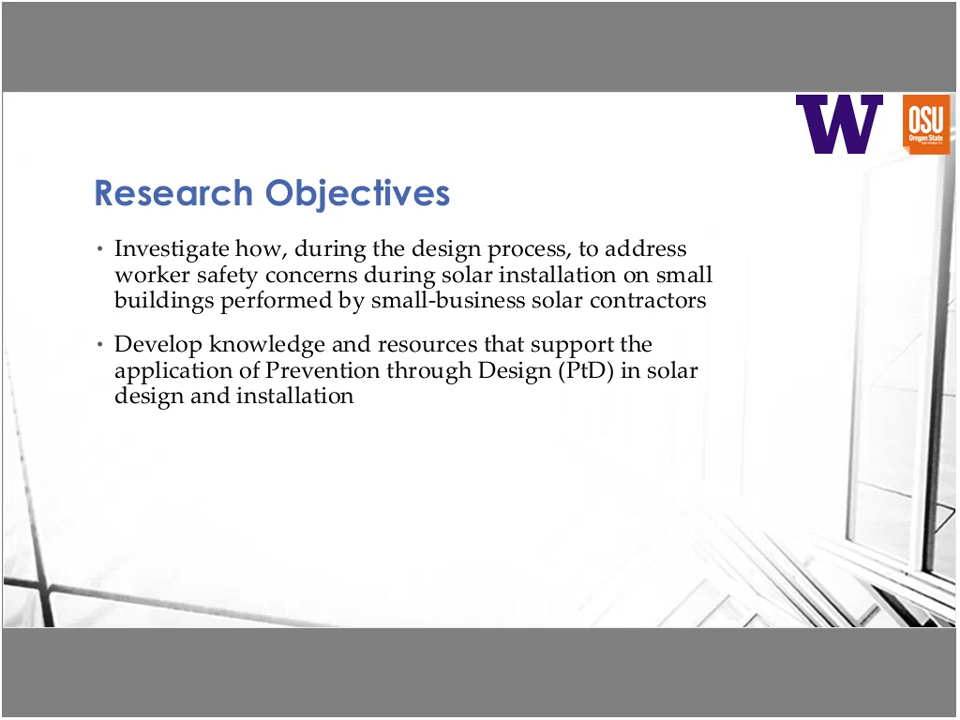 W
OSU
Oregon State
UNIVERSITY
Research Objectives
• Investigate how, during the design process, to address
worker safety concerns during solar installation on small
buildings performed by small-business solar contractors
• Develop knowledge and resources that support the
application of Prevention through Design (PtD) in solar
design and installation